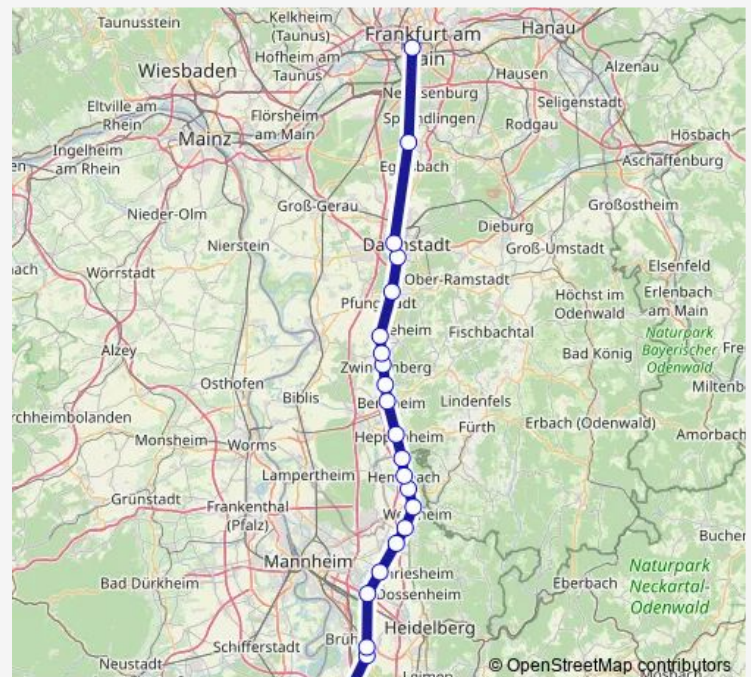 Taunusstein
Kelkheim
(Taunus)
Frankfurt am
Hanau
Hofheim am
Taunus
Wiesbaden
Hausen
Alzenau
Eltville am
Rhein
Flörsheim
am Main
Seligenstadt
Mainz
Rodgau
Hösbach
Ingelheim
am Rhein
Aschaffenburg
Groß-Gerau
Großostheim
Nieder-Olm
Dieburg
Nierstein
Groß-Umstadt
Wörrstadt
Elsenfeld
Ober-Ramstadt
Höchst im
Odenwald
Erlenbach
am Main
Fischbachtal
Naturpark
Bayerischer
Odenwald
Alzey
Bad König
Osthofen
Biblis
Lindenfels
Erbach (Odenwald)
Fürth
Amorbach
Monsheim
Worms
Lampertheim
Grünstadt
Frankenthal
(Pfalz)
Mannheim
Bad Dürkheim
Dossenheim
Eberbach
Naturpark
Neckartal-
Odenwald
Heidelberg
Schifferstadt
Neustadt
© OpenStreetMap contributors